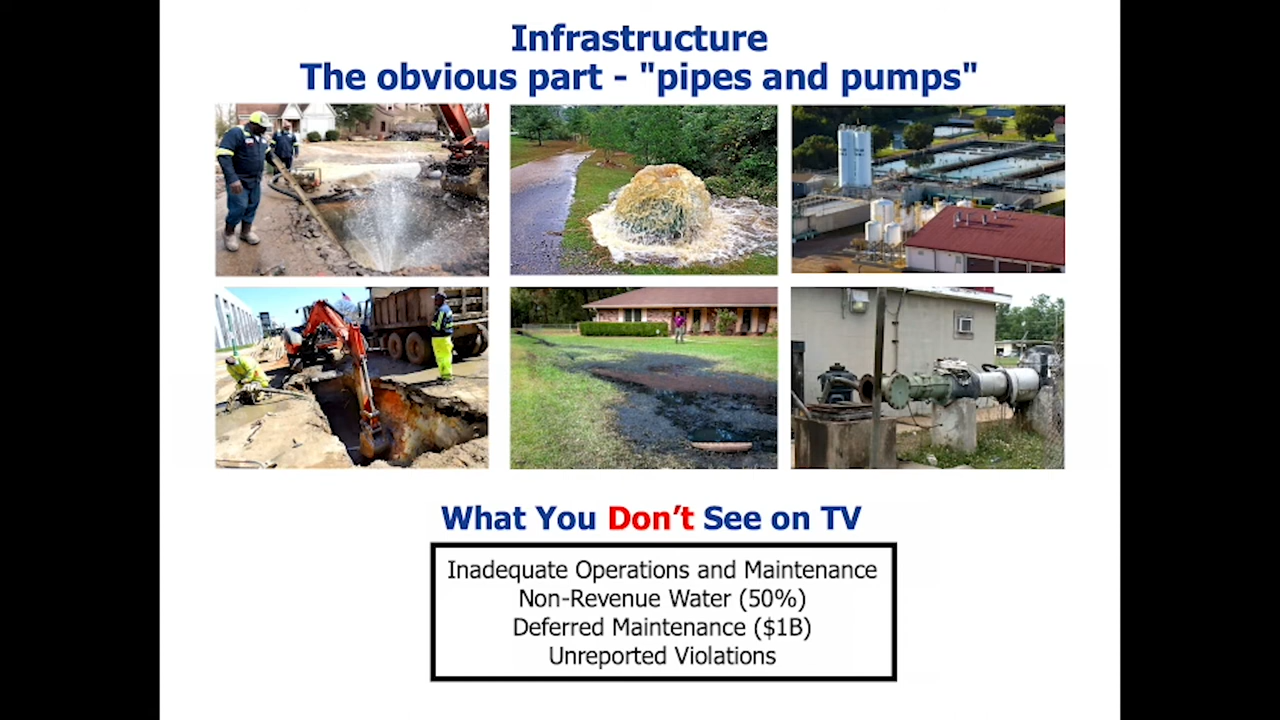 Infrastructure
The obvious part - "pipes and pumps"
What You Don’t See on TV
Inadequate Operations and Maintenance
Non-Revenue Water (50%)
Deferred Maintenance ($1B)
Unreported Violations